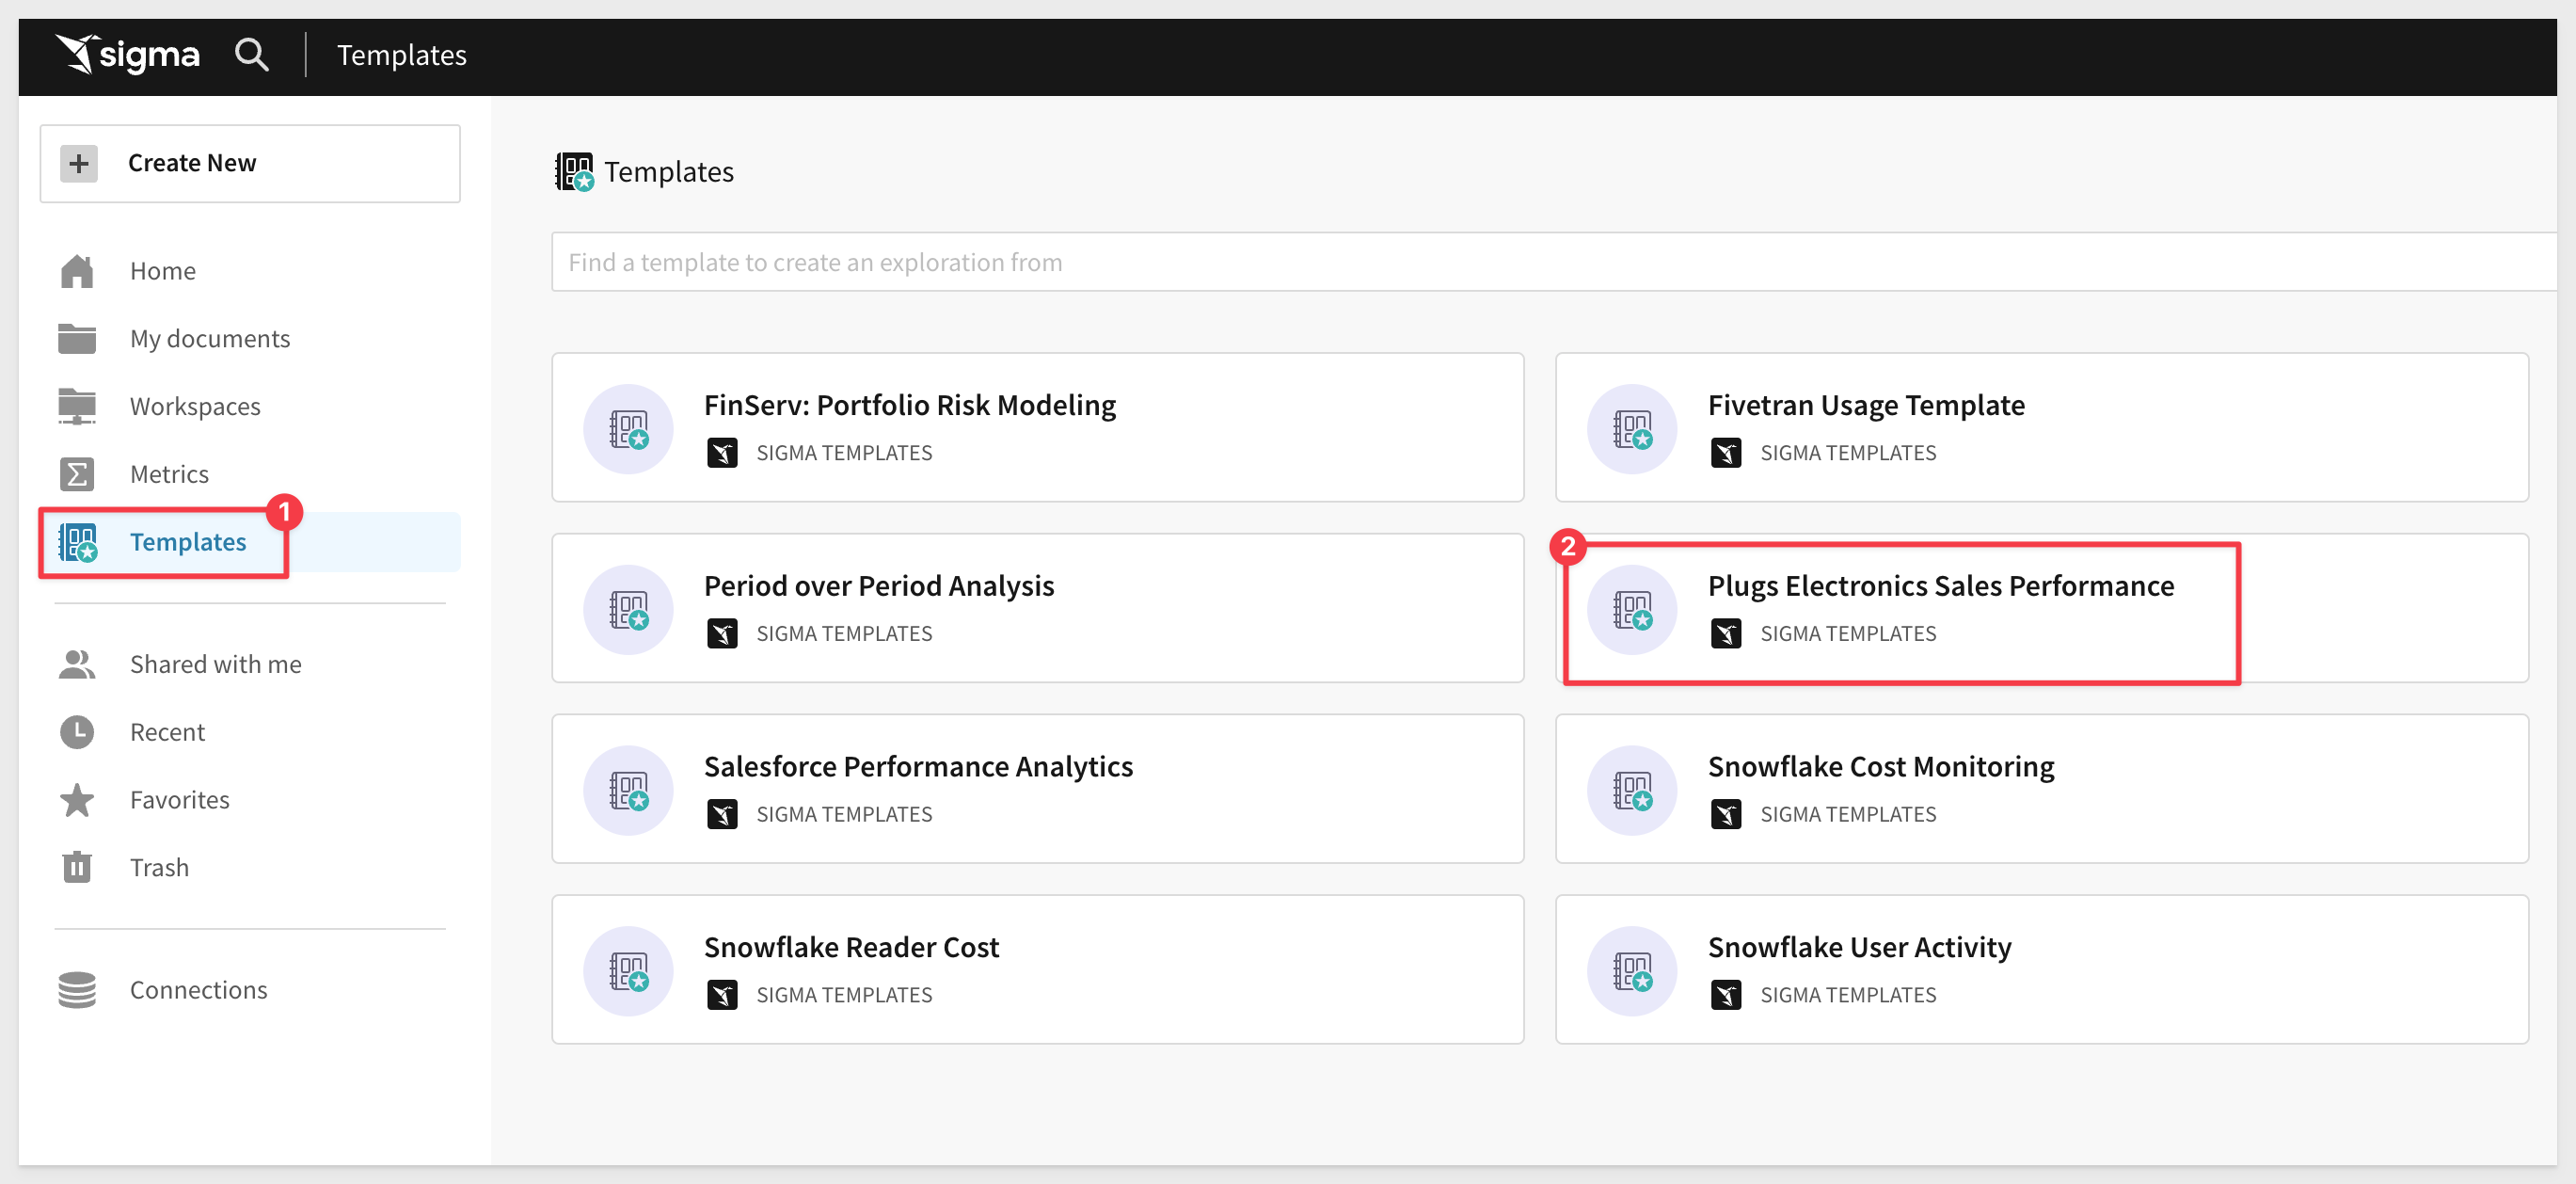 sigma
Templates
Create New
Home
My documents
Workspaces
Metrics
1
Templates
Shared with me
Recent
Favorites
Trash
Connections
Templates
Find a template to create an exploration from
FinServ: Portfolio Risk Modeling
SIGMA TEMPLATES
Fivetran Usage Template
SIGMA TEMPLATES
Period over Period Analysis
SIGMA TEMPLATES
2
Plugs Electronics Sales Performance
SIGMA TEMPLATES
Salesforce Performance Analytics
SIGMA TEMPLATES
Snowflake Cost Monitoring
SIGMA TEMPLATES
Snowflake Reader Cost
SIGMA TEMPLATES
Snowflake User Activity
SIGMA TEMPLATES